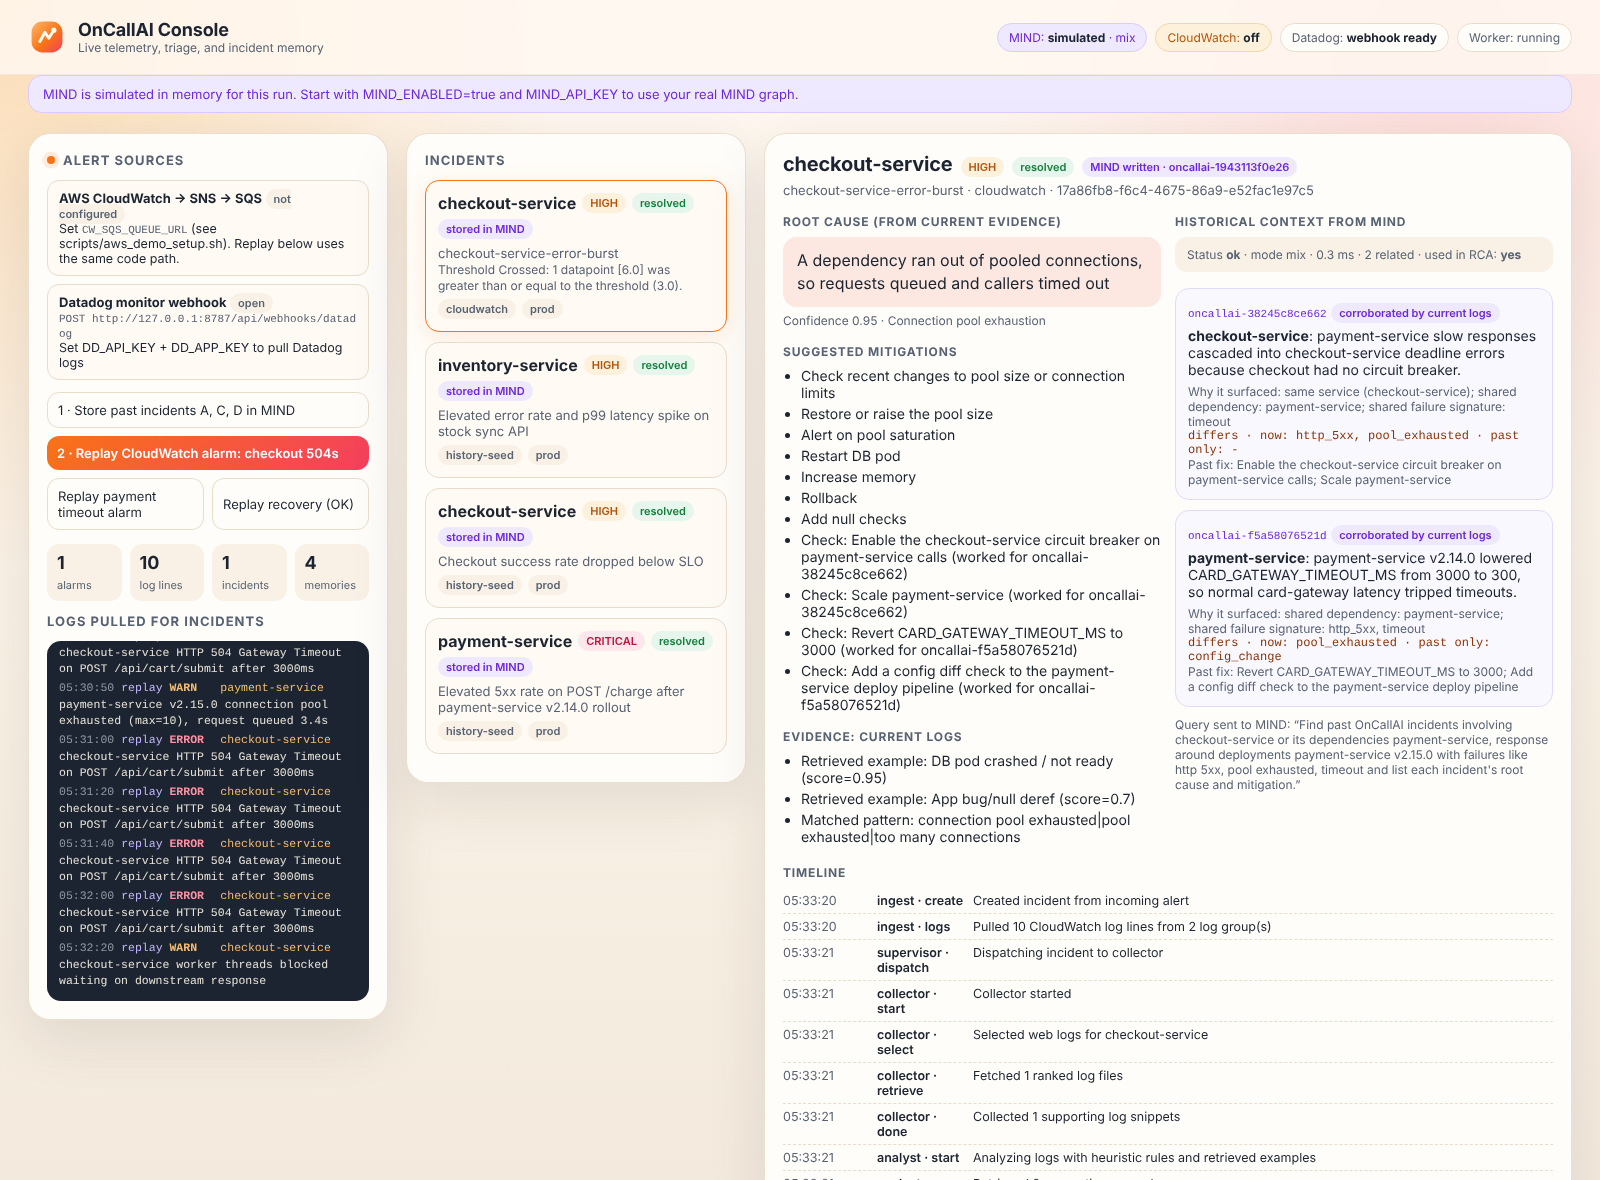 OnCallAI Console
Live telemetry, triage, and incident memory
MIND: simulated · mix
CloudWatch: off
Datadog: webhook ready
Worker: running
MIND is simulated in memory for this run. Start with MIND_ENABLED=true and MIND_API_KEY to use your real MIND graph.
ALERT SOURCES
AWS CloudWatch → SNS → SQS not
configured
Set CW_SQS_QUEUE_URL (see
scripts/aws_demo_setup.sh). Replay below uses
the same code path.
Datadog monitor webhook open
POST http://127.0.0.1:8787/api/webhooks/datad
og
Set DD_API_KEY + DD_APP_KEY to pull Datadog
logs
1 · Store past incidents A, C, D in MIND
2 · Replay CloudWatch alarm: checkout 504s
Replay payment
timeout alarm
Replay recovery (OK)
1
alarms
10
log lines
1
incidents
4
memories
LOGS PULLED FOR INCIDENTS
checkout-service HTTP 504 Gateway Timeout
on POST /api/cart/submit after 3000ms
05:30:50 replay WARN payment-service
payment-service v2.15.0 connection pool
exhausted (max=10), request queued 3.4s
05:31:00 replay ERROR checkout-service
checkout-service HTTP 504 Gateway Timeout
on POST /api/cart/submit after 3000ms
05:31:20 replay ERROR checkout-service
checkout-service HTTP 504 Gateway Timeout
on POST /api/cart/submit after 3000ms
05:31:40 replay ERROR checkout-service
checkout-service HTTP 504 Gateway Timeout
on POST /api/cart/submit after 3000ms
05:32:00 replay ERROR checkout-service
checkout-service HTTP 504 Gateway Timeout
on POST /api/cart/submit after 3000ms
05:32:20 replay WARN checkout-service
checkout-service worker threads blocked
waiting on downstream response
INCIDENTS
checkout-service HIGH resolved
stored in MIND
checkout-service-error-burst
Threshold Crossed: 1 datapoint [6.0] was
greater than or equal to the threshold (3.0).
cloudwatch prod
inventory-service HIGH resolved
stored in MIND
Elevated error rate and p99 latency spike on
stock sync API
history-seed prod
checkout-service HIGH resolved
stored in MIND
Checkout success rate dropped below SLO
history-seed prod
payment-service CRITICAL resolved
stored in MIND
Elevated 5xx rate on POST /charge after
payment-service v2.14.0 rollout
history-seed prod
checkout-service HIGH resolved MIND written · oncallai-1943113f0e26
checkout-service-error-burst · cloudwatch · 17a86fb8-f6c4-4675-86a9-e52fac1e97c5
ROOT CAUSE (FROM CURRENT EVIDENCE)
A dependency ran out of pooled connections,
so requests queued and callers timed out
Confidence 0.95 · Connection pool exhaustion
SUGGESTED MITIGATIONS
• Check recent changes to pool size or connection
limits
• Restore or raise the pool size
• Alert on pool saturation
• Restart DB pod
• Increase memory
• Rollback
• Add null checks
• Check: Enable the checkout-service circuit breaker on
payment-service calls (worked for oncallai-
38245c8ce662)
• Check: Scale payment-service (worked for oncallai-
38245c8ce662)
• Check: Revert CARD_GATEWAY_TIMEOUT_MS to
3000 (worked for oncallai-f5a58076521d)
• Check: Add a config diff check to the payment-
service deploy pipeline (worked for oncallai-
f5a58076521d)
EVIDENCE: CURRENT LOGS
• Retrieved example: DB pod crashed / not ready
(score=0.95)
• Retrieved example: App bug/null deref (score=0.7)
• Matched pattern: connection pool exhausted|pool
exhausted|too many connections
HISTORICAL CONTEXT FROM MIND
Status ok · mode mix · 0.3 ms · 2 related · used in RCA: yes
oncallai-38245c8ce662 corroborated by current logs
checkout-service: payment-service slow responses
cascaded into checkout-service deadline errors
because checkout had no circuit breaker.
Why it surfaced: same service (checkout-service); shared
dependency: payment-service; shared failure signature:
timeout
differs · now: http_5xx, pool_exhausted · past
only: -
Past fix: Enable the checkout-service circuit breaker on
payment-service calls; Scale payment-service
oncallai-f5a58076521d corroborated by current logs
payment-service: payment-service v2.14.0 lowered
CARD_GATEWAY_TIMEOUT_MS from 3000 to 300,
so normal card-gateway latency tripped timeouts.
Why it surfaced: shared dependency: payment-service;
shared failure signature: http_5xx, timeout
differs · now: pool_exhausted · past only:
config_change
Past fix: Revert CARD_GATEWAY_TIMEOUT_MS to 3000; Add
a config diff check to the payment-service deploy pipeline
Query sent to MIND: “Find past OnCallAI incidents involving
checkout-service or its dependencies payment-service, response
around deployments payment-service v2.15.0 with failures like
http 5xx, pool exhausted, timeout and list each incident's root
cause and mitigation.”
TIMELINE
05:33:20 ingest · create Created incident from incoming alert
05:33:20 ingest · logs Pulled 10 CloudWatch log lines from 2 log group(s)
05:33:21 supervisor · dispatch Dispatching incident to collector
05:33:21 collector · start Collector started
05:33:21 collector · select Selected web logs for checkout-service
05:33:21 collector · retrieve Fetched 1 ranked log files
05:33:21 collector · done Collected 1 supporting log snippets
05:33:21 analyst · start Analyzing logs with heuristic rules and retrieved examples